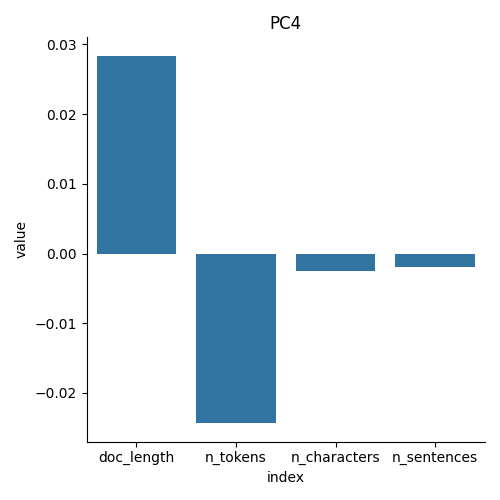 PC4
value
0.03
0.02
0.01
0.00
−0.01
−0.02
doc_length n_tokens n_characters n_sentences
index